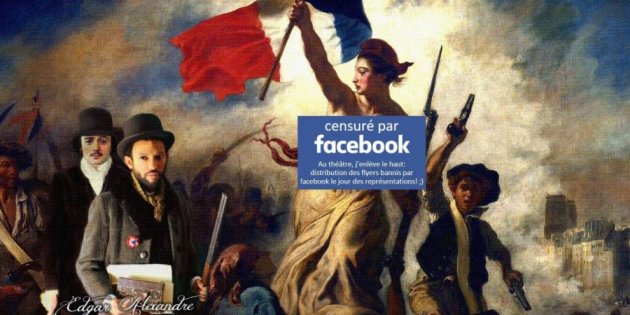 censuré par
facebook
Au théâtre, j'enlève le haut:
distribution des flyers bannis par
facebook le jour des représentations! ;)
Edgar Alexandre